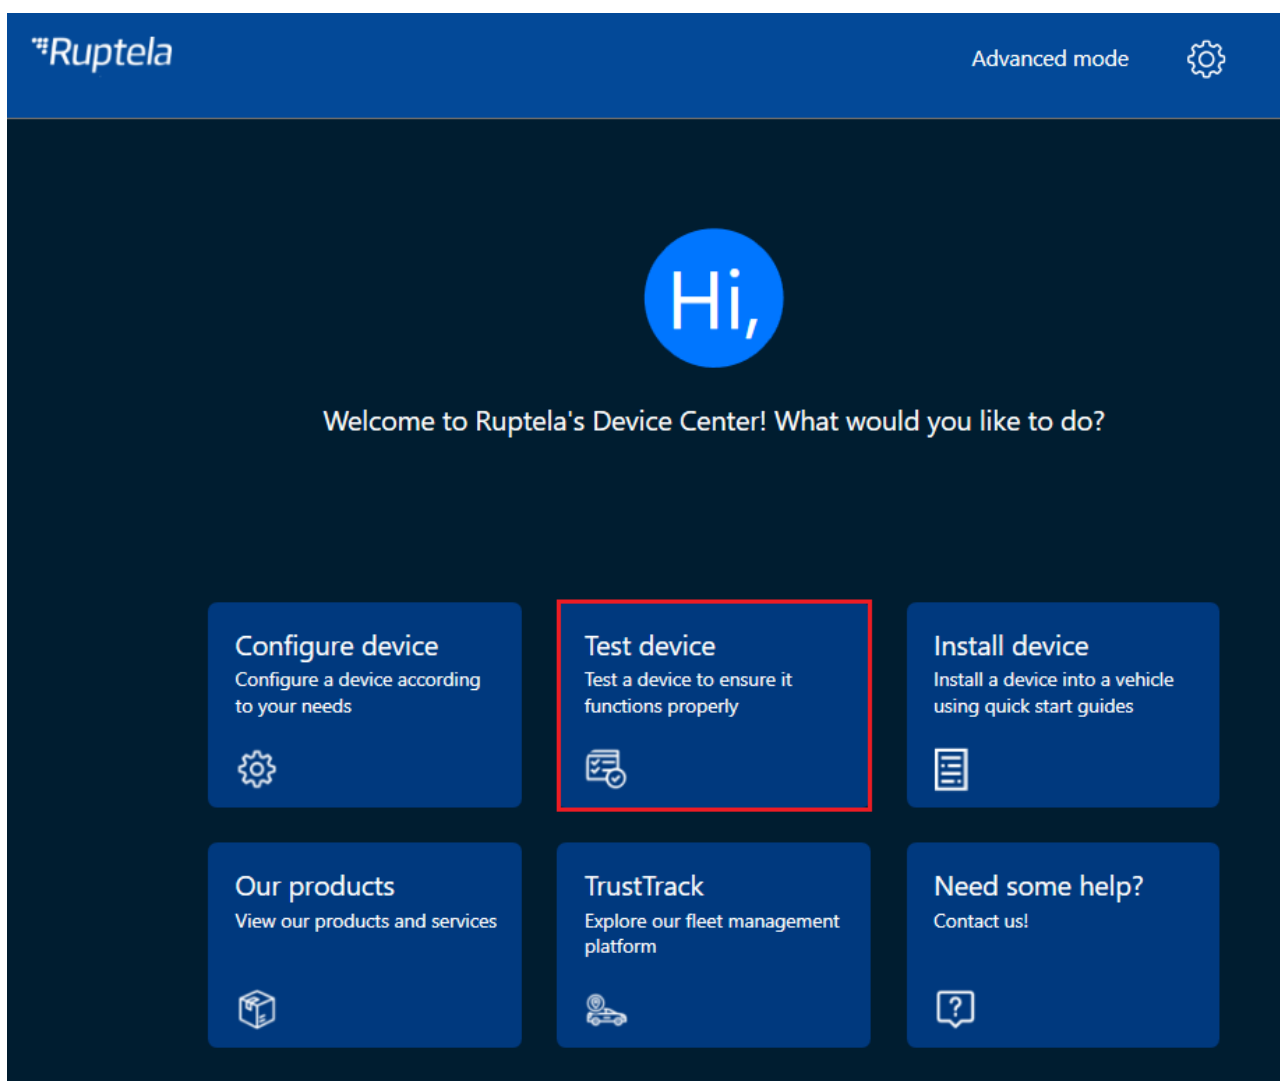 Ruptela
Advanced mode
Hi,
Welcome to Ruptela's Device Center! What would you like to do?
Configure device
Configure a device according
to your needs
Test device
Test a device to ensure it
functions properly
Install device
Install a device into a vehicle
using quick start guides
Our products
View our products and services
TrustTrack
Explore our fleet management
platform
Need some help?
Contact us!
?